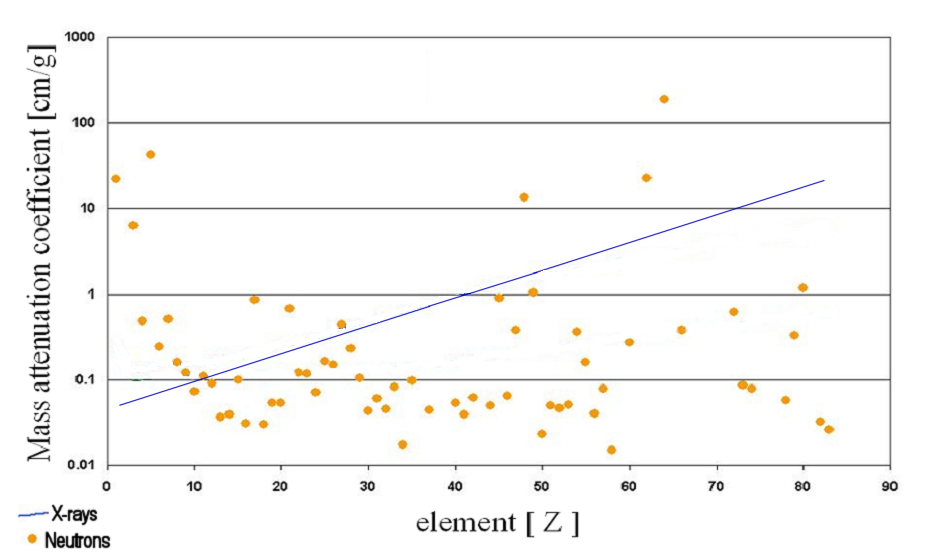 Mass attenuation coefficient [cm/g]
1000
100
10
1
0.1
0.01
0 10 20 30 40 50 60 70 80 90
element [ Z ]
X-rays
Neutrons